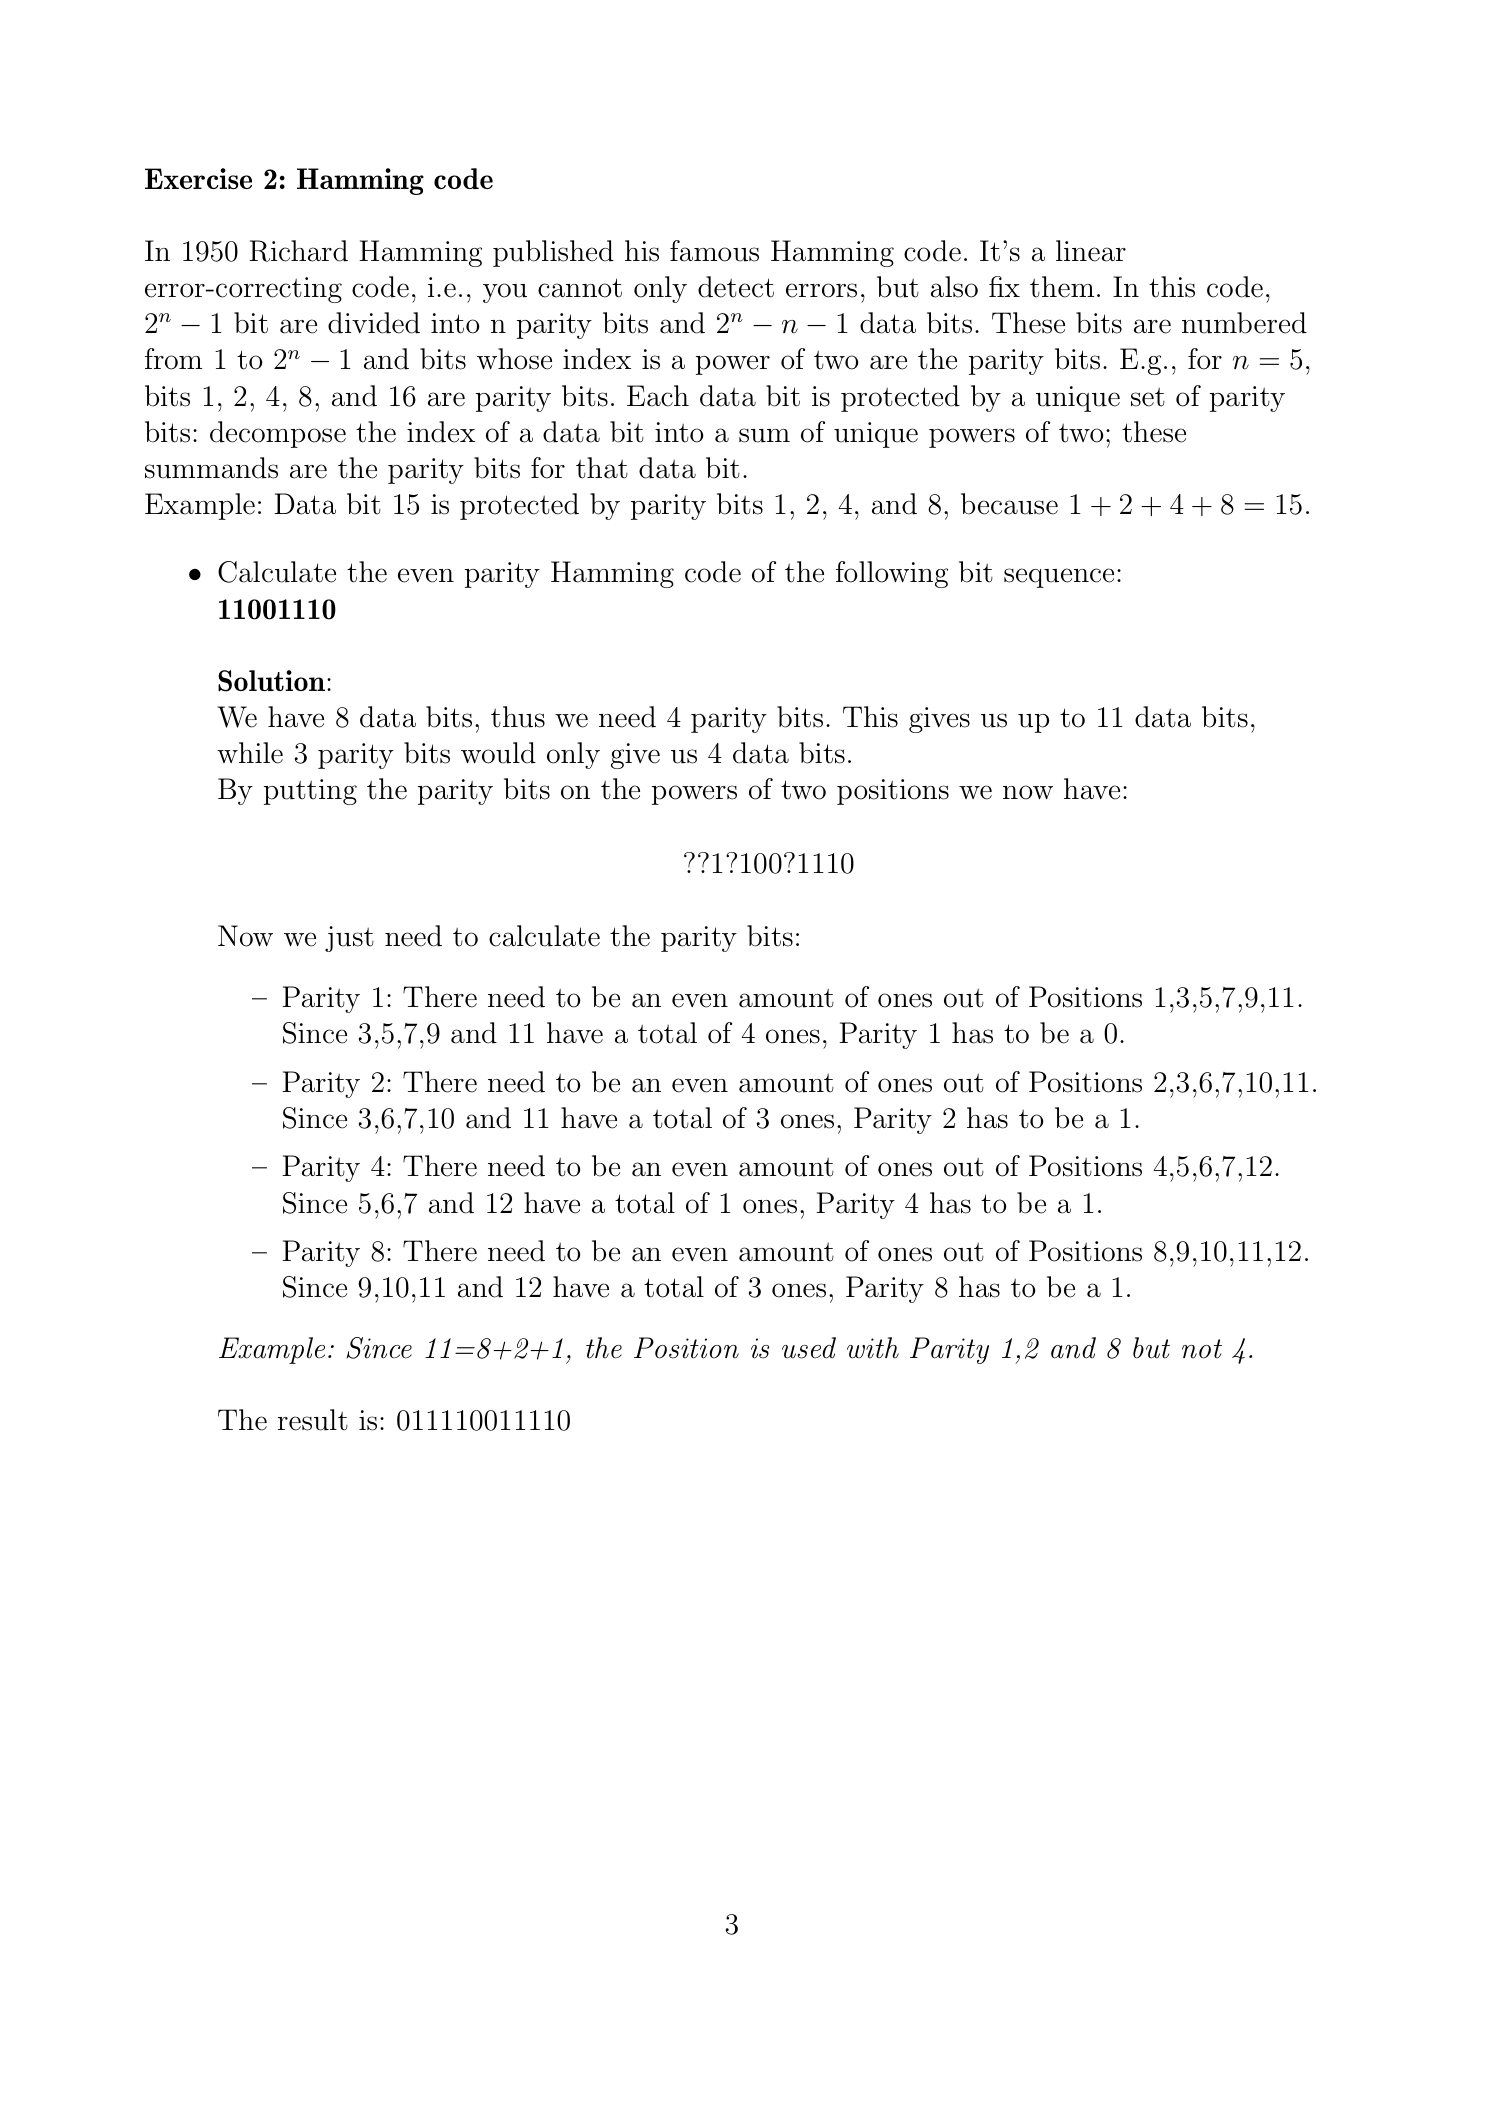 Exercise 2: Hamming code
In 1950 Richard Hamming published his famous Hamming code. It's a linear
error-correcting code, i.e., you cannot only detect errors, but also fix them. In this code,
2ⁿ − 1 bit are divided into n parity bits and 2ⁿ − n − 1 data bits. These bits are numbered
from 1 to 2ⁿ − 1 and bits whose index is a power of two are the parity bits. E.g., for n = 5,
bits 1, 2, 4, 8, and 16 are parity bits. Each data bit is protected by a unique set of parity
bits: decompose the index of a data bit into a sum of unique powers of two; these
summands are the parity bits for that data bit.
Example: Data bit 15 is protected by parity bits 1, 2, 4, and 8, because 1 + 2 + 4 + 8 = 15.
• Calculate the even parity Hamming code of the following bit sequence:
11001110
Solution:
We have 8 data bits, thus we need 4 parity bits. This gives us up to 11 data bits,
while 3 parity bits would only give us 4 data bits.
By putting the parity bits on the powers of two positions we now have:
??1?100?1110
Now we just need to calculate the parity bits:
– Parity 1: There need to be an even amount of ones out of Positions 1,3,5,7,9,11.
Since 3,5,7,9 and 11 have a total of 4 ones, Parity 1 has to be a 0.
– Parity 2: There need to be an even amount of ones out of Positions 2,3,6,7,10,11.
Since 3,6,7,10 and 11 have a total of 3 ones, Parity 2 has to be a 1.
– Parity 4: There need to be an even amount of ones out of Positions 4,5,6,7,12.
Since 5,6,7 and 12 have a total of 1 ones, Parity 4 has to be a 1.
– Parity 8: There need to be an even amount of ones out of Positions 8,9,10,11,12.
Since 9,10,11 and 12 have a total of 3 ones, Parity 8 has to be a 1.
Example: Since 11=8+2+1, the Position is used with Parity 1,2 and 8 but not 4.
The result is: 011110011110
3